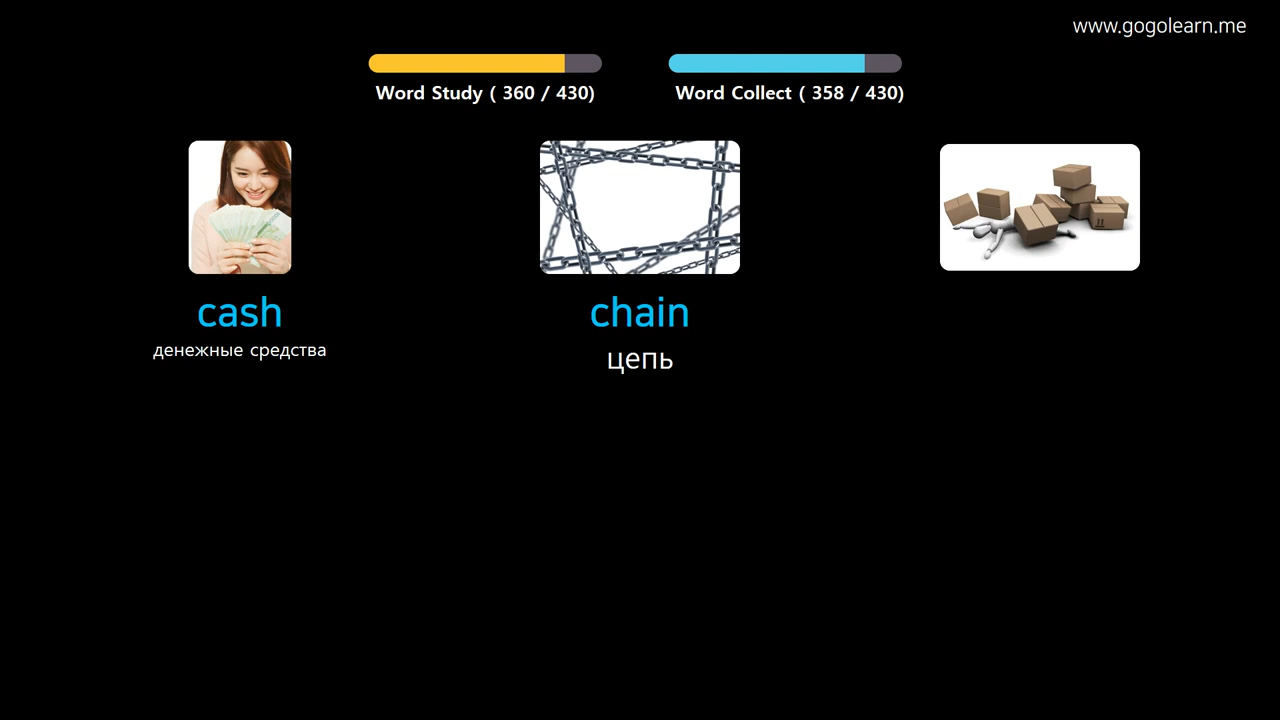 www.gogolearn.me
Word Study ( 360 / 430)
Word Collect ( 358 / 430)
cash
денежные средства
chain
цепь